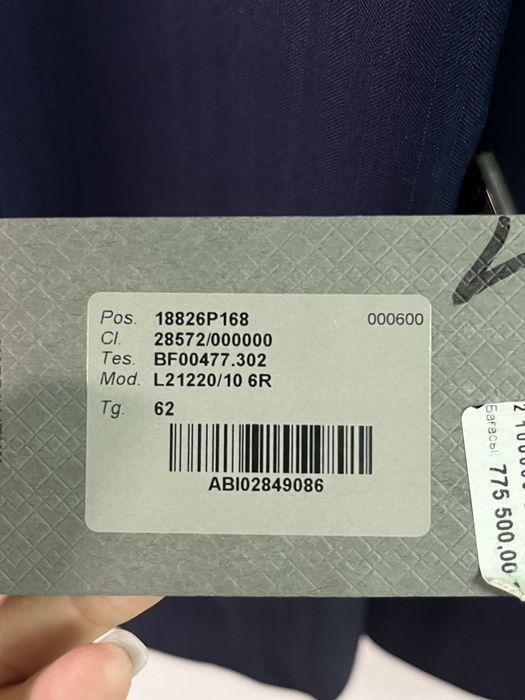 Pos. 18826P168 000600
Cl. 28572/000000
Tes. BF00477.302
Mod. L21220/10 6R
Tg. 62
ABI02849086
Бағасы: 775 500,00